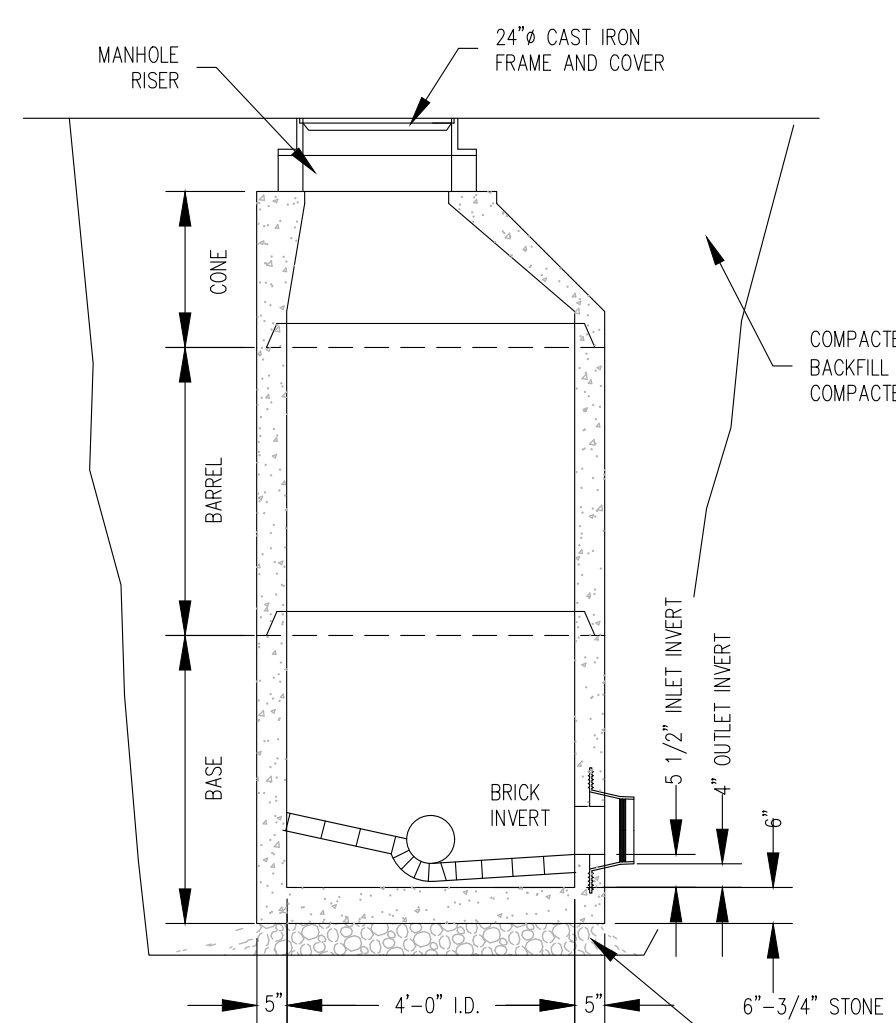 MANHOLE
RISER
24"ø CAST IRON
FRAME AND COVER
CONE
COMPACTE
BACKFILL
COMPACTE
BARREL
BASE
BRICK
INVERT
5 1/2" INLET INVERT
4" OUTLET INVERT
6"
5"
4'-0" I.D.
5"
6"-3/4" STONE